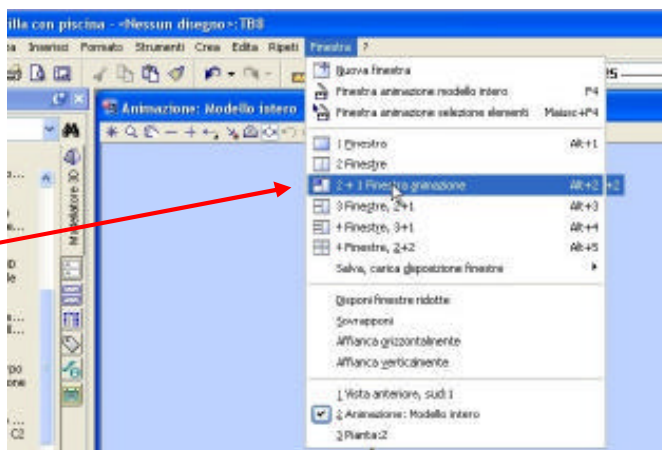 illa con piscina - <Nessun disegno>:TB8
Inserisci Formato Strumenti Crea Edita Ripeti Finestra ?
Animazione: Modello intero
Modellatore 3D
Nuova finestra
Finestra animazione modello intero F4
Finestra animazione selezione elementi Maiusc+F4
1 Finestra Alt+1
2 Finestre
2 + 1 Finestra animazione Alt+2
3 Finestre, 2+1 Alt+3
4 Finestre, 3+1 Alt+4
4 Finestre, 2+2 Alt+5
Salva, carica disposizione finestre
Disponi finestre ridotte
Sovrapponi
Affianca orizzontalmente
Affianca verticalmente
1 Vista anteriore, sud:1
2 Animazione: Modello intero
3 Pianta:2
C2